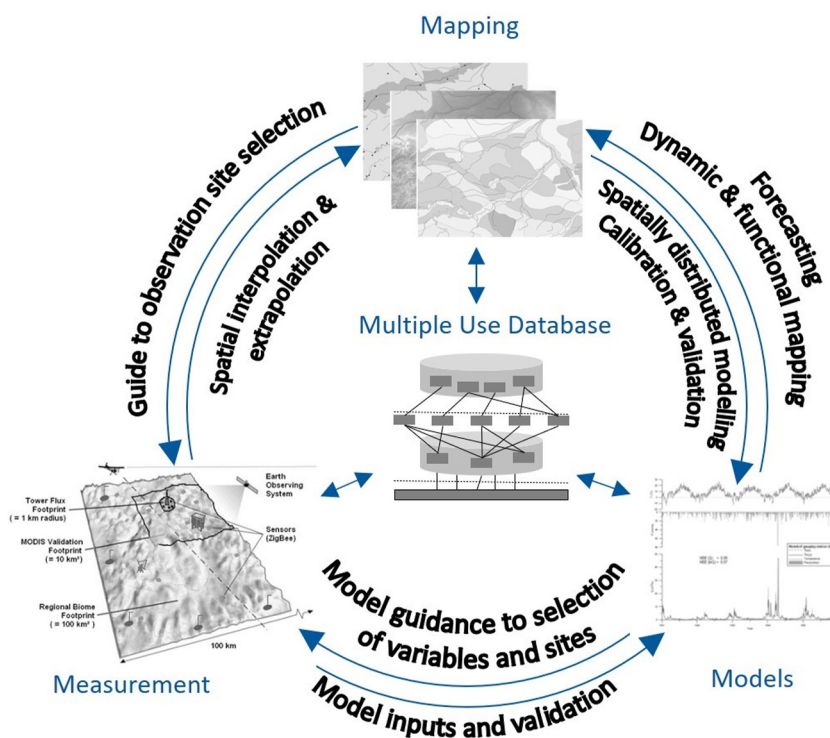 Mapping
Guide to observation site selection
Spatial interpolation &
extrapolation
Forecasting
Dynamic & functional mapping
Spatially distributed modelling
Calibration & validation
Multiple Use Database
Tower Flux
Footprint
( = 1 km radius)
MODIS Validation
Footprint
(= 10 km²)
Regional Biome
Footprint
( = 100 km²)
Earth
Observing
System
Sensors
(ZigBee)
100 km
Measurement
Model guidance to selection
of variables and sites
Model inputs and validation
Models